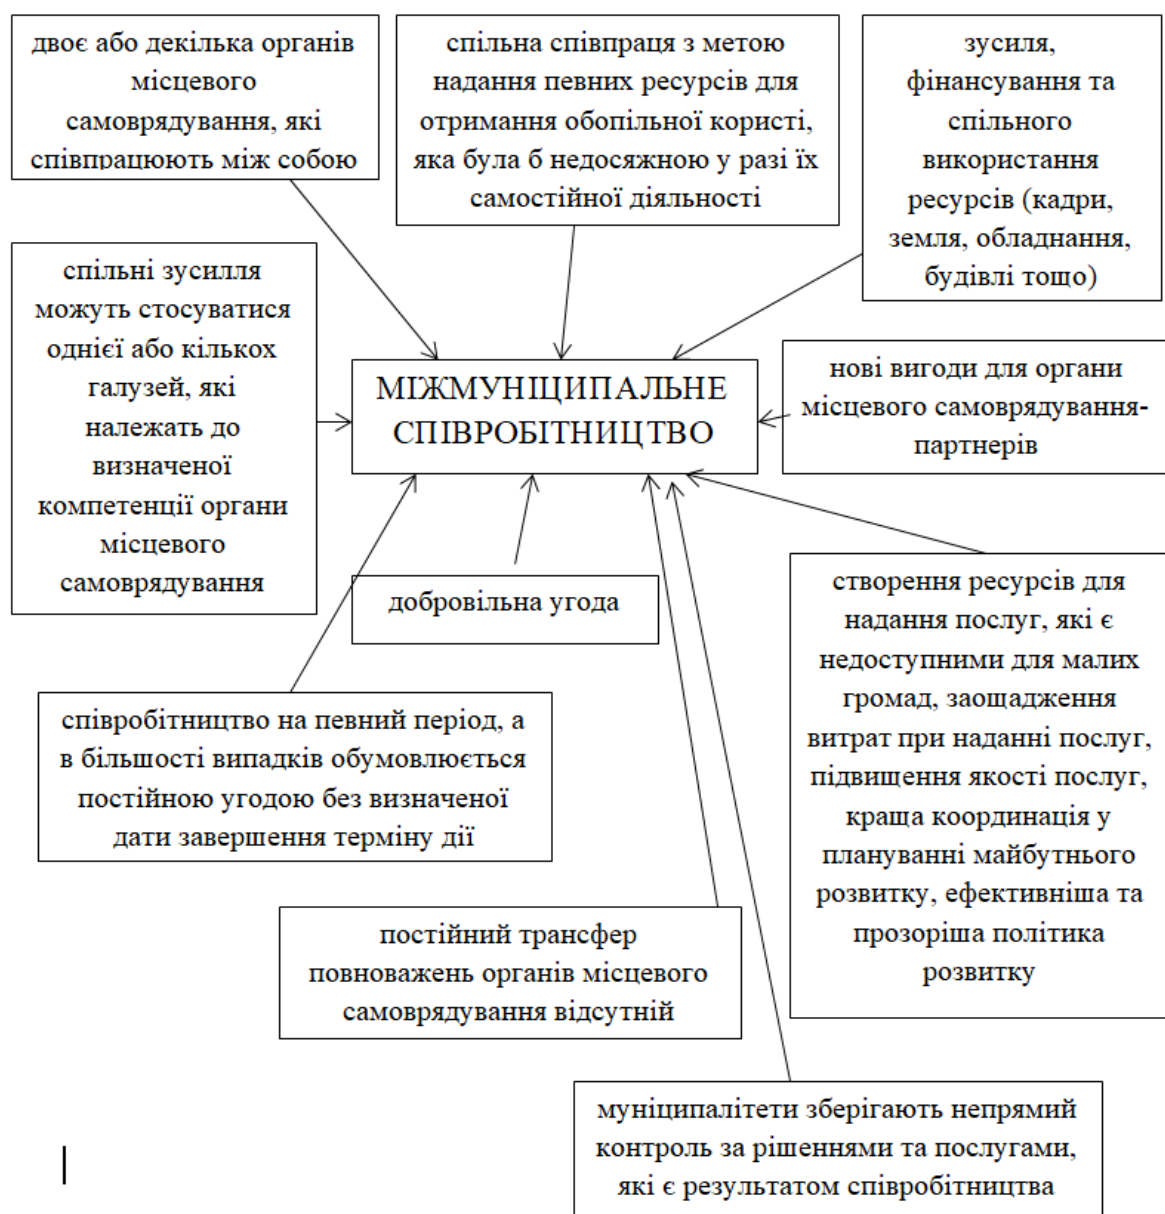 двоє або декілька органів
місцевого
самоврядування, які
співпрацюють між собою
спільна співпраця з метою
надання певних ресурсів для
отримання обопільної користі,
яка була б недосяжною у разі їх
самостійної діяльності
зусиля,
фінансування та
спільного
використання
ресурсів (кадри,
земля, обладнання,
будівлі тощо)
спільні зусилля
можуть стосуватися
однієї або кількох
галузей, які
належать до
визначеної
компетенції органи
місцевого
самоврядування
МІЖМУНІЦИПАЛЬНЕ
СПІВРОБІТНИЦТВО
нові вигоди для органи
місцевого самоврядування-
партнерів
добровільна угода
створення ресурсів для
надання послуг, які є
недоступними для малих
громад, заощадження
витрат при наданні послуг,
підвищення якості послуг,
краща координація у
плануванні майбутнього
розвитку, ефективніша та
прозоріша політика
розвитку
співробітництво на певний період, а
в більшості випадків обумовлюється
постійною угодою без визначеної
дати завершення терміну дії
постійний трансфер
повноважень органів місцевого
самоврядування відсутній
муніципалітети зберігають непрямий
контроль за рішеннями та послугами,
які є результатом співробітництва